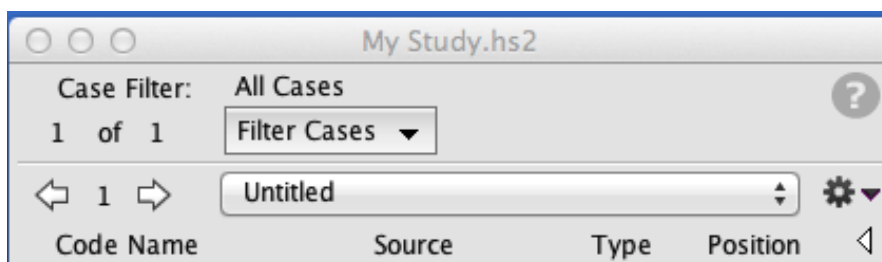 My Study.hs2
Case Filter: All Cases
1 of 1 Filter Cases
1 Untitled
Code Name Source Type Position